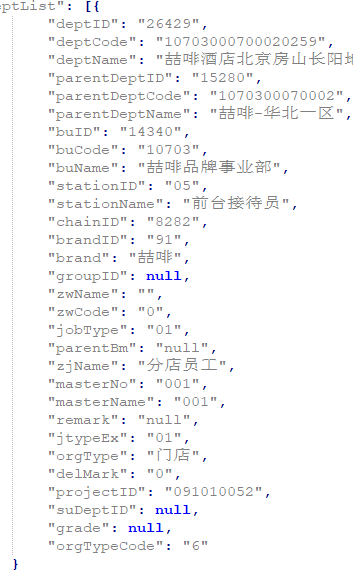 eptList": [{
"deptID": "26429",
"deptCode": "10703000700020259",
"deptName": "喆啡酒店北京房山长阳地
"parentDeptID": "15280",
"parentDeptCode": "1070300070002",
"parentDeptName": "喆啡-华北一区",
"buID": "14340",
"buCode": "10703",
"buName": "喆啡品牌事业部",
"stationID": "05",
"stationName": "前台接待员",
"chainID": "8282",
"brandID": "91",
"brand": "喆啡",
"groupID": null,
"zwName": "",
"zwCode": "0",
"jobType": "01",
"parentBm": "null",
"zjName": "分店员工",
"masterNo": "001",
"masterName": "001",
"remark": "null",
"jtypeEx": "01",
"orgType": "门店",
"delMark": "0",
"projectID": "091010052",
"suDeptID": null,
"grade": null,
"orgTypeCode": "6"
}